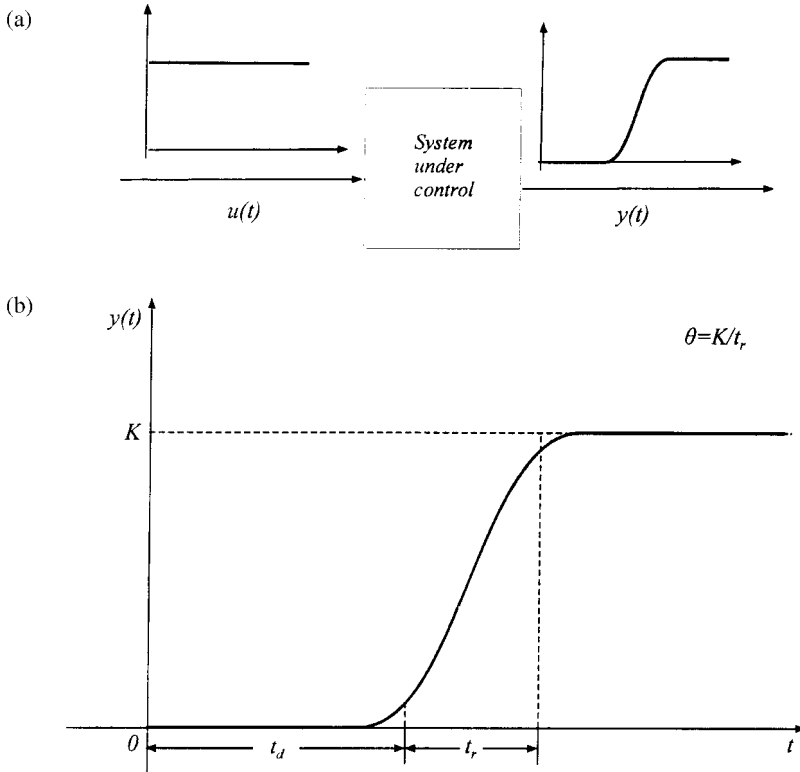 (a)
System
under
control
u(t)
y(t)
(b)
y(t)
θ=K/t_r
K
0
t_d
t_r
t